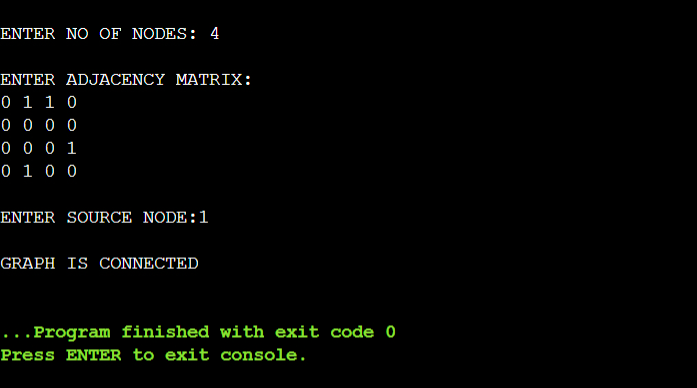 ENTER NO OF NODES: 4
ENTER ADJACENCY MATRIX:
0 1 1 0
0 0 0 0
0 0 0 1
0 1 0 0
ENTER SOURCE NODE:1
GRAPH IS CONNECTED
...Program finished with exit code 0
Press ENTER to exit console.